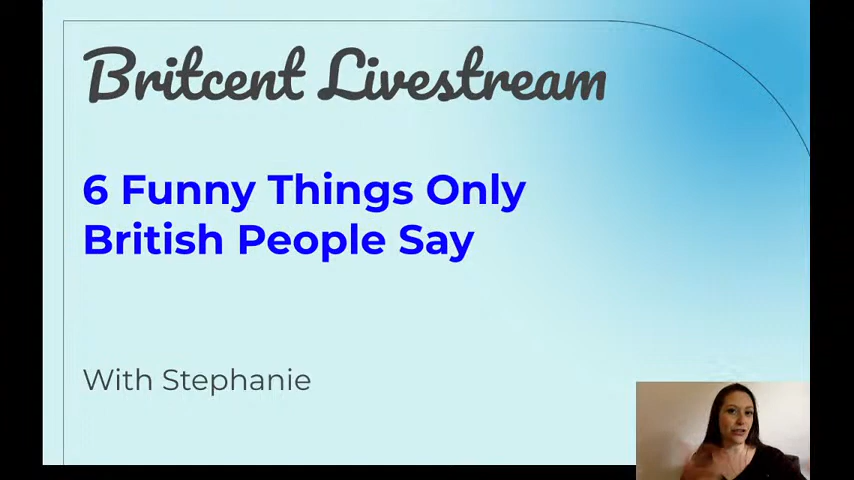 Britcent Livestream
6 Funny Things Only
British People Say
With Stephanie